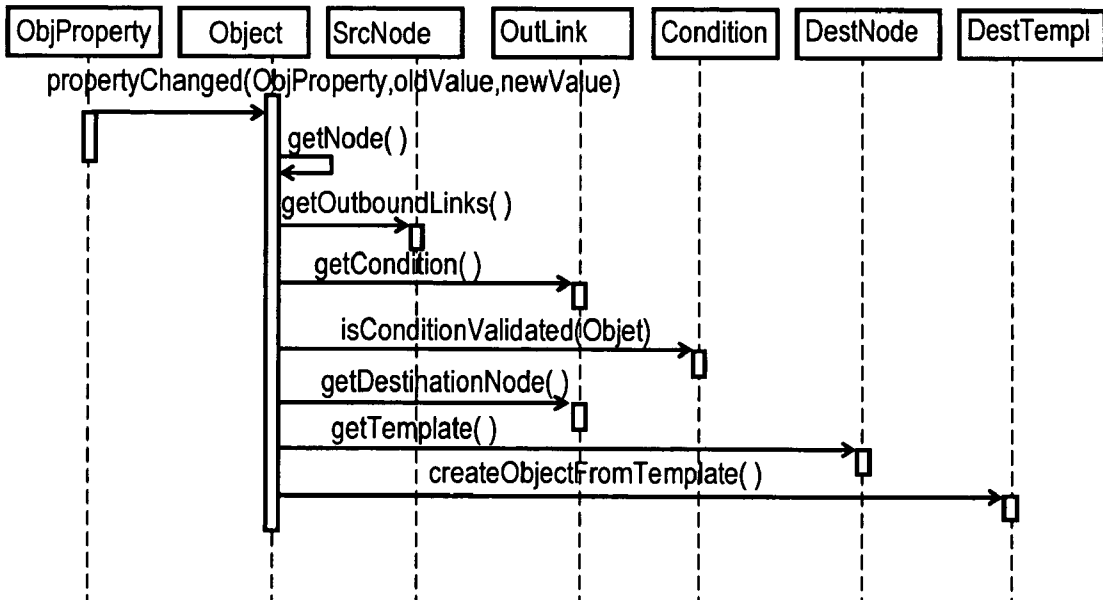 ObjProperty Object SrcNode OutLink Condition DestNode DestTempl
propertyChanged(ObjProperty,oldValue,newValue)
getNode( )
getOutboundLinks( )
getCondition( )
isConditionValidated(Objet)
getDestinationNode( )
getTemplate( )
createObjectFromTemplate( )